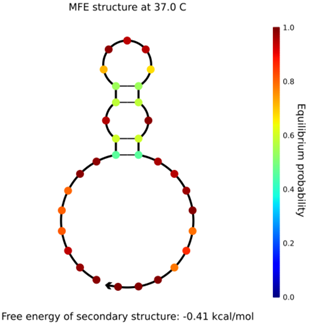 MFE structure at 37.0 C
1.0
0.8
0.6
0.4
0.2
0.0
Equilibrium probability
Free energy of secondary structure: -0.41 kcal/mol